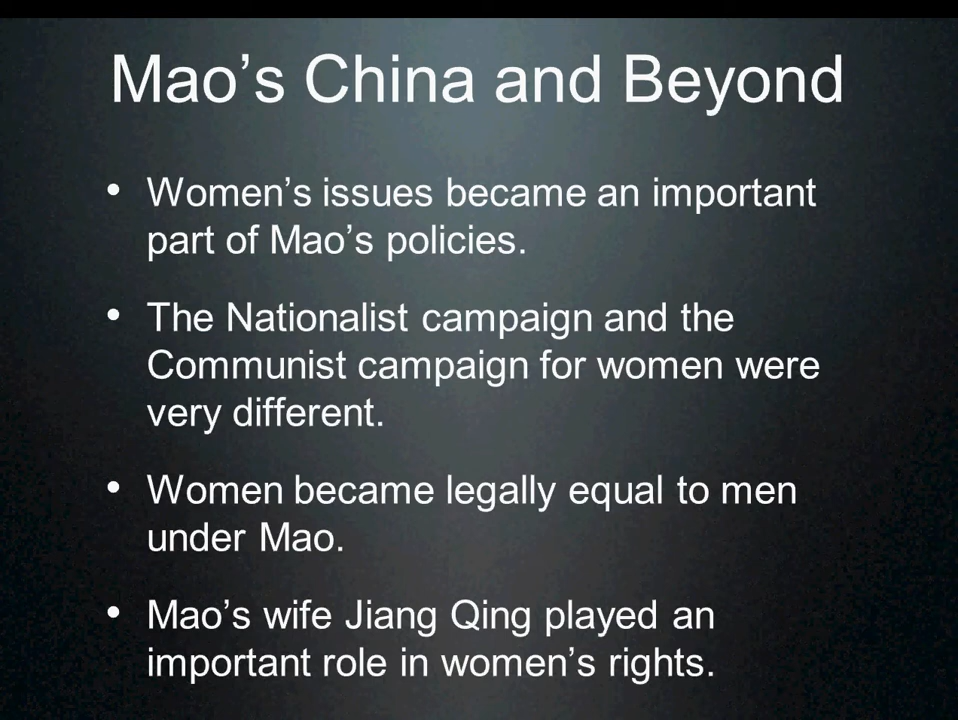 Mao’s China and Beyond
• Women’s issues became an important
part of Mao’s policies.
• The Nationalist campaign and the
Communist campaign for women were
very different.
• Women became legally equal to men
under Mao.
• Mao’s wife Jiang Qing played an
important role in women’s rights.